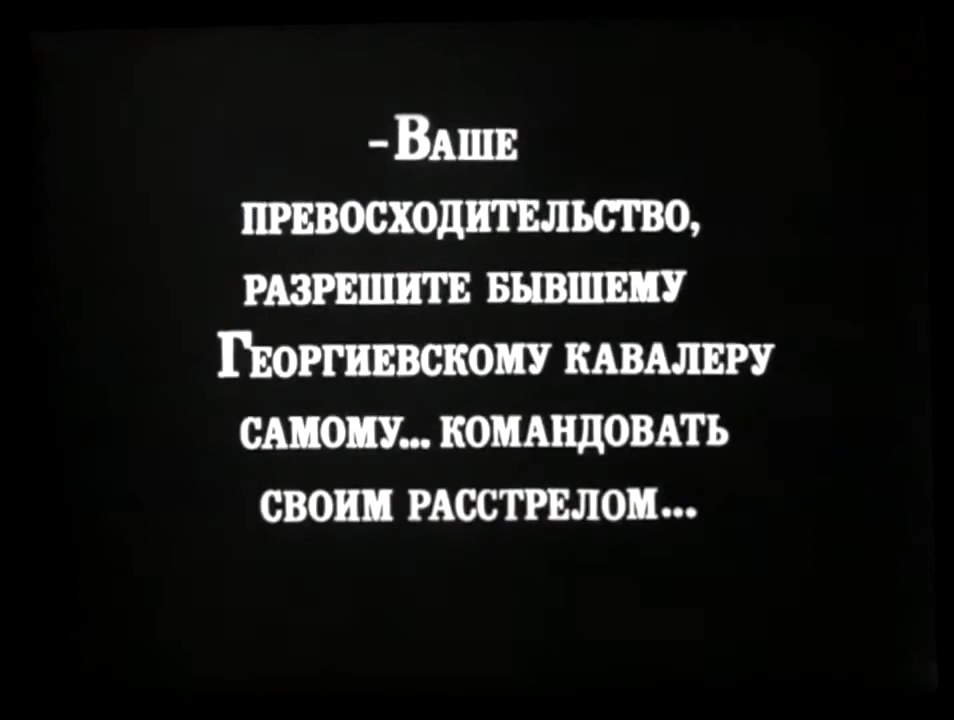 -Ваше
превосходительство,
разрешите бывшему
Георгиевскому кавалеру
самому... командовать
своим расстрелом...